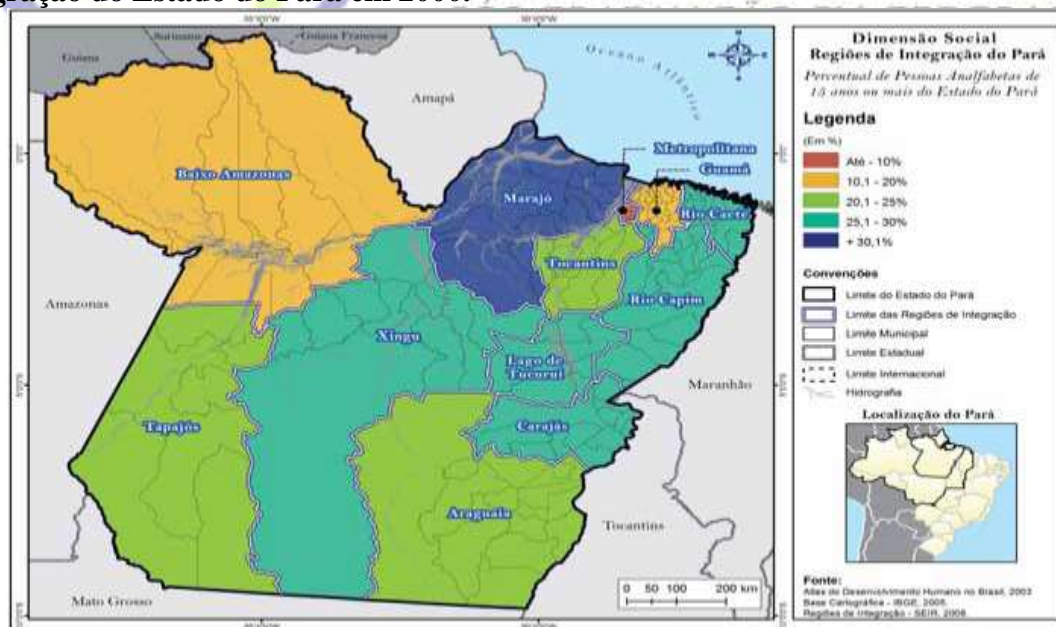 gração do Estado do Pará em 2000.
Suriname
Guiana Francesa
Guiana
Oceano Atlântico
Amapá
Baixo Amazonas
Marajó
Metropolitana
Guamá
Rio Caeté
Tocantins
Rio Capim
Amazonas
Xingu
Lago de
Tucuruí
Maranhão
Tapajós
Carajás
Araguaia
Tocantins
Mato Grosso
0 50 100 200 km
Dimensão Social
Regiões de Integração do Pará
Percentual de Pessoas Analfabetas de
15 anos ou mais do Estado do Pará
Legenda
(Em %)
Até - 10%
10,1 - 20%
20,1 - 25%
25,1 - 30%
+ 30,1%
Convenções
Limite do Estado do Pará
Limite das Regiões de Integração
Limite Municipal
Limite Estadual
Limite Internacional
Hidrografia
Localização do Pará
Fonte:
Atlas do Desenvolvimento Humano no Brasil, 2003
Base Cartográfica - IBGE, 2005.
Regiões de Integração - SEIR, 2008.